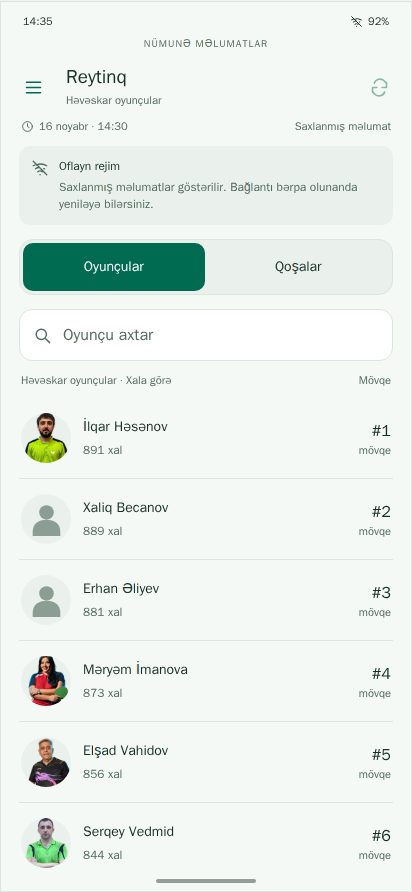 14:35
92%
NÜMUNƏ MƏLUMATLAR
Reytinq
Həvəskar oyunçular
16 noyabr · 14:30
Saxlanmış məlumat
Oflayn rejim
Saxlanmış məlumatlar göstərilir. Bağlantı bərpa olunanda
yeniləyə bilərsiniz.
Oyunçular
Qoşalar
Oyunçu axtar
Həvəskar oyunçular · Xala görə
Mövqe
İlqar Həsənov
891 xal
#1
mövqe
Xaliq Becanov
889 xal
#2
mövqe
Erhan Əliyev
881 xal
#3
mövqe
Məryəm İmanova
873 xal
#4
mövqe
Elşad Vahidov
856 xal
#5
mövqe
Serqey Vedmid
844 xal
#6
mövqe